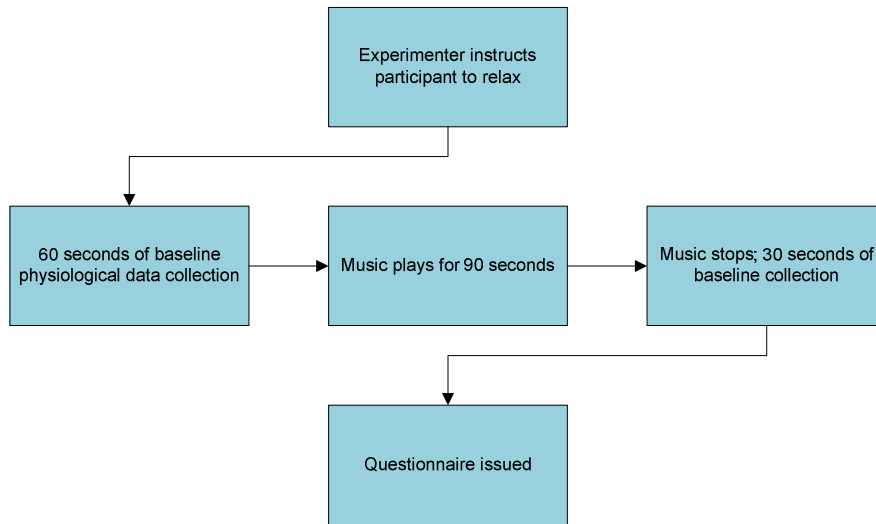 Experimenter instructs
participant to relax
60 seconds of baseline
physiological data collection
Music plays for 90 seconds
Music stops; 30 seconds of
baseline collection
Questionnaire issued